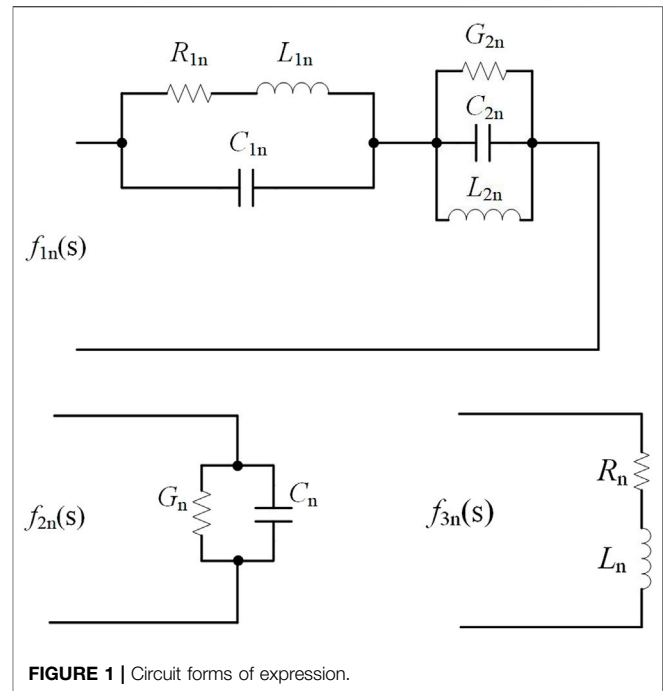 R1n
L1n
G2n
C1n
C2n
L2n
f1n(s)
Gn
Cn
f2n(s)
f3n(s)
Rn
Ln
FIGURE 1 | Circuit forms of expression.